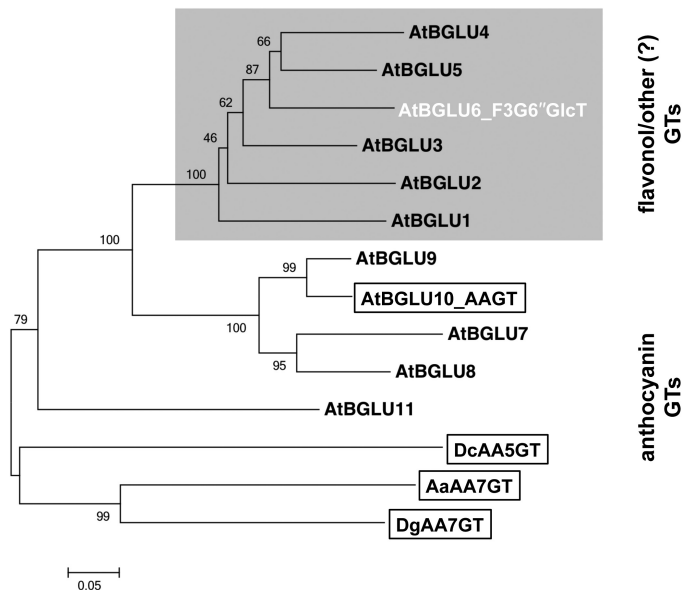 AtBGLU4
66
AtBGLU5
87
AtBGLU6_F3G6″GlcT
62
AtBGLU3
46
AtBGLU2
100
AtBGLU1
flavonol/other (?)
GTs
100
AtBGLU9
99
AtBGLU10_AAGT
100
AtBGLU7
95
AtBGLU8
79
AtBGLU11
anthocyanin
GTs
DcAA5GT
AaAA7GT
99
DgAA7GT
0.05